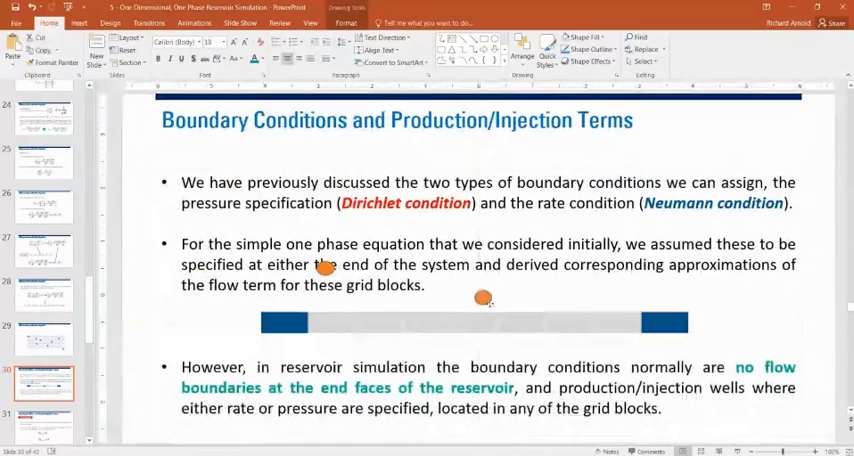 5 - One Dimensional, One Phase Reservoir Simulation - PowerPoint
Drawing Tools
Richard Arnold
File Home Insert Design Transitions Animations Slide Show Review View Format Tell me what you want to do... Share
Paste
Cut
Copy
Format Painter
Clipboard
New Slide
Layout
Reset
Section
Slides
Calibri (Body) 18
Font
Text Direction
Align Text
Convert to SmartArt
Paragraph
Arrange
Quick Styles
Shape Fill
Shape Outline
Shape Effects
Drawing
Find
Replace
Select
Editing
24
25
26
27
28
29
30
31
Boundary Conditions and Production/Injection Terms
• We have previously discussed the two types of boundary conditions we can assign, the
pressure specification (Dirichlet condition) and the rate condition (Neumann condition).
• For the simple one phase equation that we considered initially, we assumed these to be
specified at either the end of the system and derived corresponding approximations of
the flow term for these grid blocks.
• However, in reservoir simulation the boundary conditions normally are no flow
boundaries at the end faces of the reservoir, and production/injection wells where
either rate or pressure are specified, located in any of the grid blocks.
Slide 30 of 42
Notes
Comments
100%